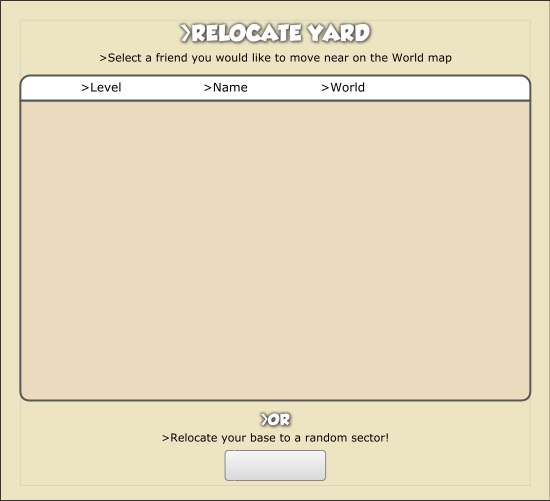 >RELOCATE YARD
>Select a friend you would like to move near on the World map
>Level >Name >World
>OR
>Relocate your base to a random sector!